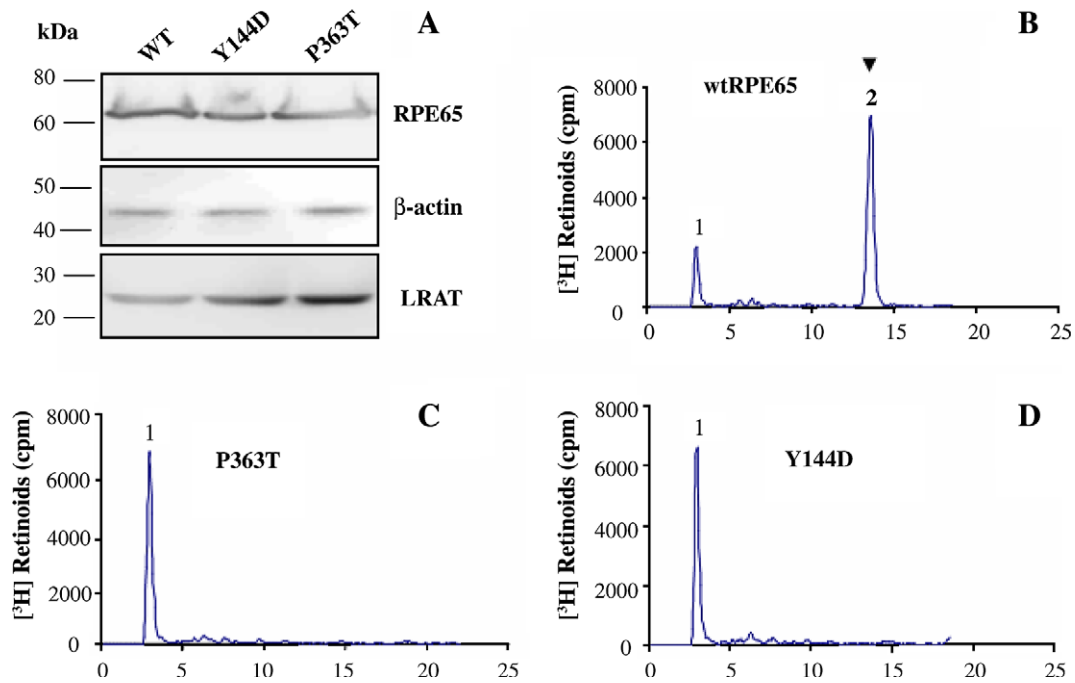 A
kDa
WT
Y144D
P363T
80
60
RPE65
50
40
β-actin
30
20
LRAT
B
wtRPE65
[³H] Retinoids (cpm)
8000
6000
4000
2000
0
1
2
0 5 10 15 20 25
C
P363T
[³H] Retinoids (cpm)
8000
6000
4000
2000
0
1
0 5 10 15 20 25
D
Y144D
[³H] Retinoids (cpm)
8000
6000
4000
2000
0
1
0 5 10 15 20 25